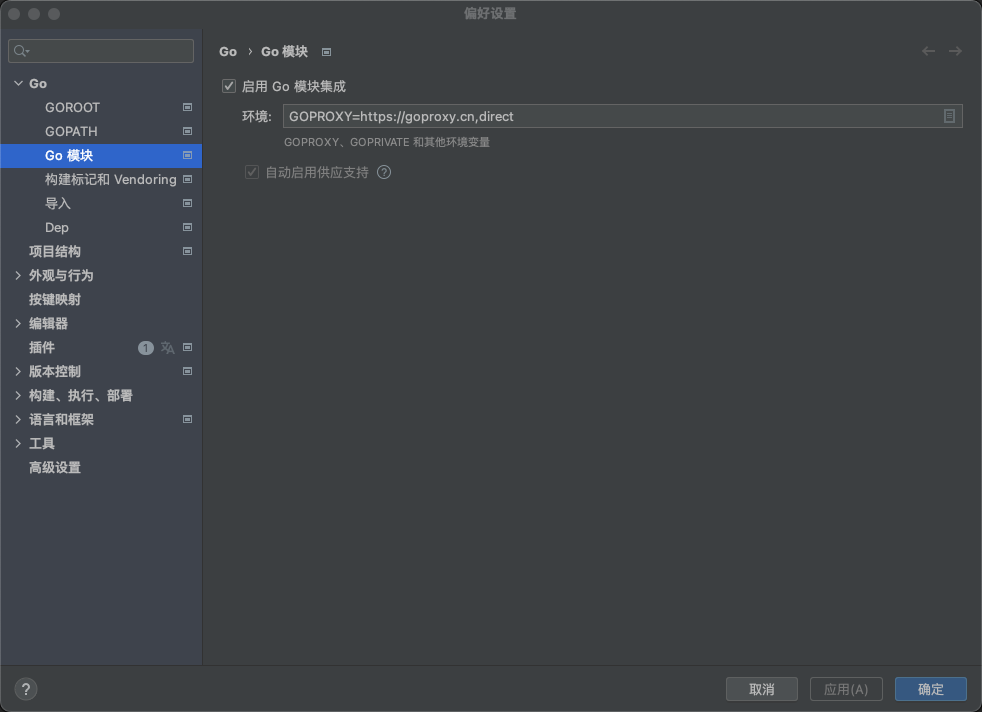 偏好设置
Go
GOROOT
GOPATH
Go 模块
构建标记和 Vendoring
导入
Dep
项目结构
外观与行为
按键映射
编辑器
插件 1
版本控制
构建、执行、部署
语言和框架
工具
高级设置
Go › Go 模块
启用 Go 模块集成
环境: GOPROXY=https://goproxy.cn,direct
GOPROXY、GOPRIVATE 和其他环境变量
自动启用供应支持 ?
? 取消 应用(A) 确定